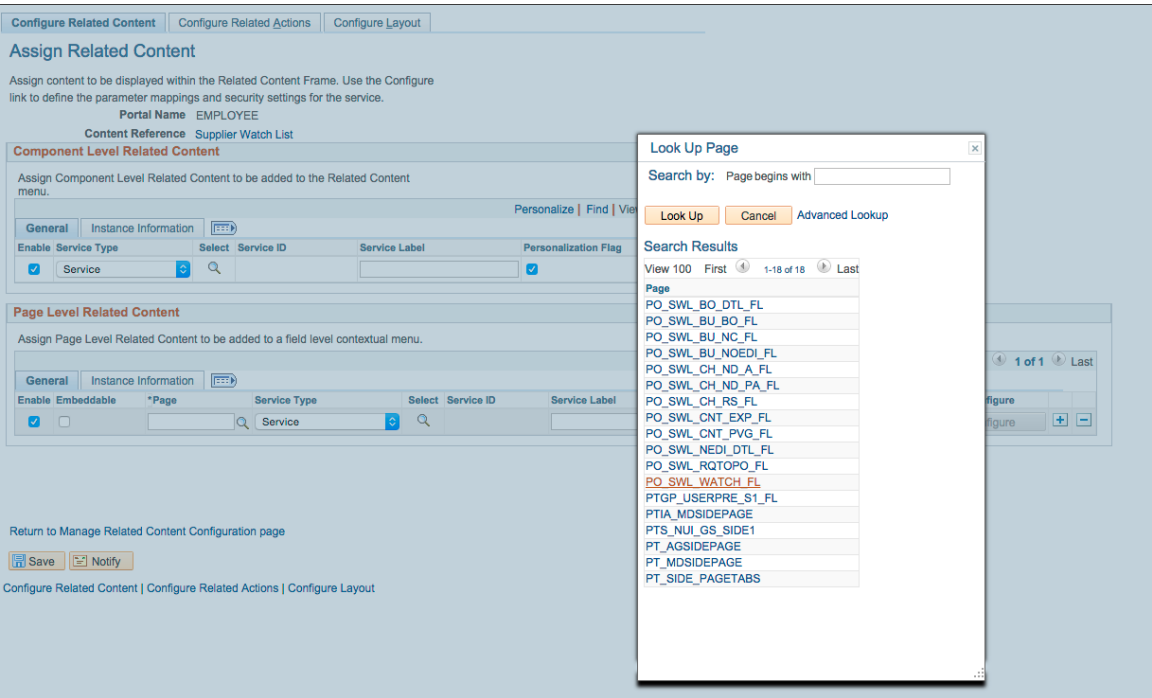 Configure Related Content
Configure Related Actions
Configure Layout
Assign Related Content
Assign content to be displayed within the Related Content Frame. Use the Configure
link to define the parameter mappings and security settings for the service.
Portal Name EMPLOYEE
Content Reference Supplier Watch List
Component Level Related Content
Assign Component Level Related Content to be added to the Related Content
menu.
Personalize | Find |
General Instance Information
Enable Service Type Select Service ID Service Label Personalization Flag
Service
Page Level Related Content
Assign Page Level Related Content to be added to a field level contextual menu.
1 of 1 Last
General Instance Information
Enable Embeddable *Page Service Type Select Service ID Service Label
Service
Return to Manage Related Content Configuration page
Save Notify
Configure Related Content | Configure Related Actions | Configure Layout
Look Up Page
Search by: Page begins with
Look Up Cancel Advanced Lookup
Search Results
View 100 First 1-18 of 18 Last
Page
PO_SWL_BO_DTL_FL
PO_SWL_BU_BO_FL
PO_SWL_BU_NC_FL
PO_SWL_BU_NOEDI_FL
PO_SWL_CH_ND_A_FL
PO_SWL_CH_ND_PA_FL
PO_SWL_CH_RS_FL
PO_SWL_CNT_EXP_FL
PO_SWL_CNT_PVG_FL
PO_SWL_NEDI_DTL_FL
PO_SWL_RQTOPO_FL
PO_SWL_WATCH_FL
PTGP_USERPRE_S1_FL
PTIA_MDSIDEPAGE
PTS_NUI_GS_SIDE1
PT_AGSIDEPAGE
PT_MDSIDEPAGE
PT_SIDE_PAGETABS